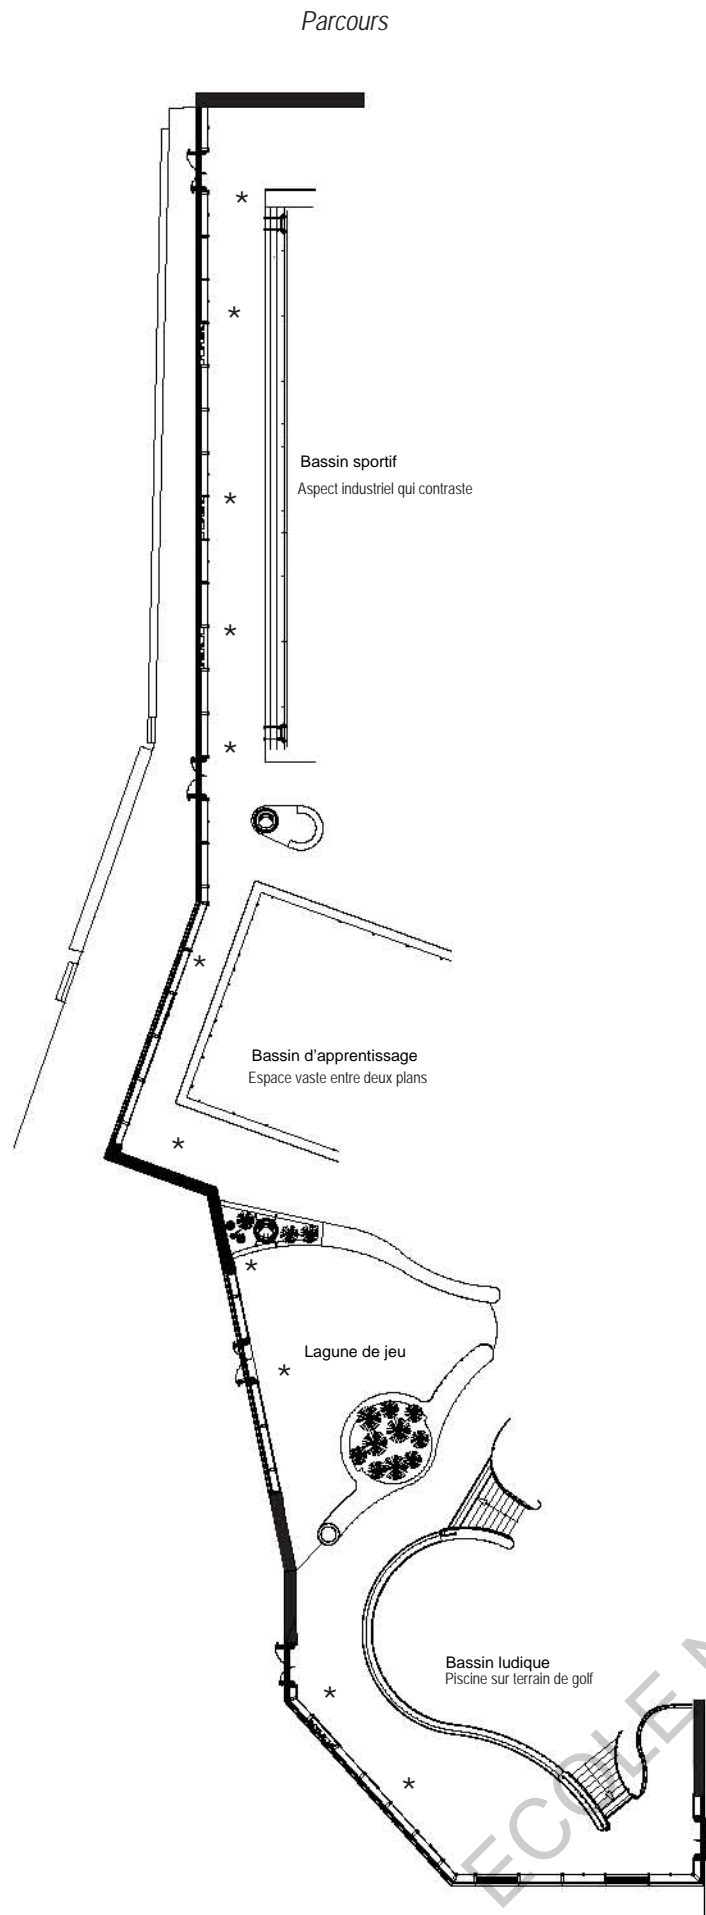 Parcours
Bassin sportif
Aspect industriel qui contraste
Bassin d'apprentissage
Espace vaste entre deux plans
Lagune de jeu
Bassin ludique
Piscine sur terrain de golf
ECOLE